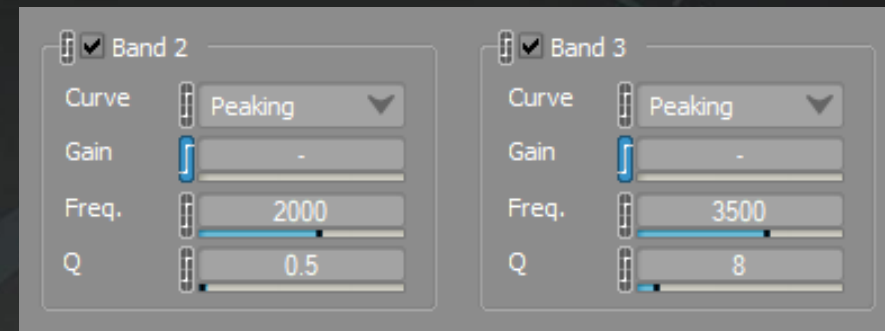 Band 2
Curve Peaking
Gain -
Freq. 2000
Q 0.5
Band 3
Curve Peaking
Gain -
Freq. 3500
Q 8